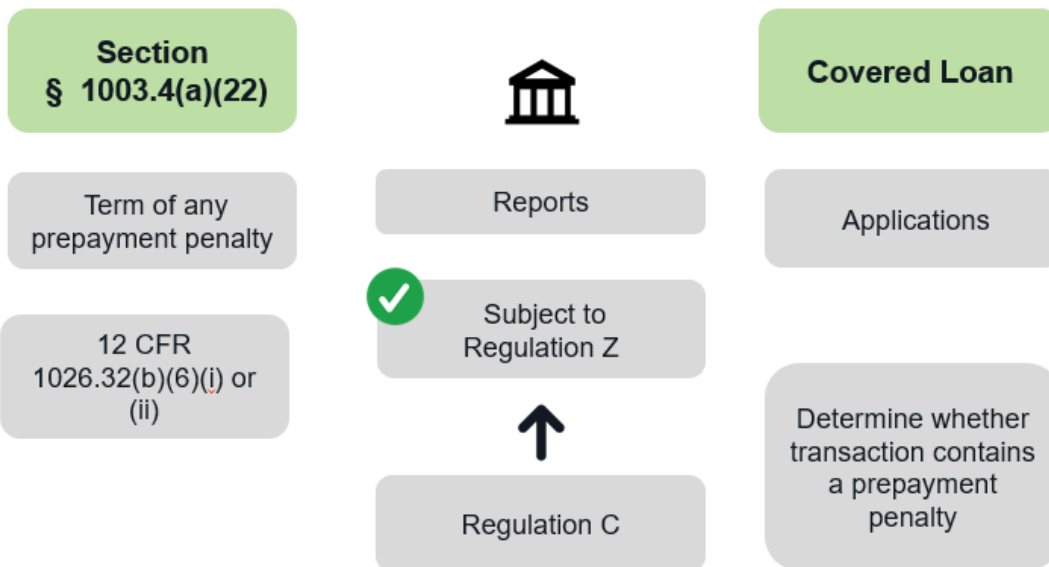 Section
§ 1003.4(a)(22)
Term of any
prepayment penalty
12 CFR
1026.32(b)(6)(i) or
(ii)
Reports
Subject to
Regulation Z
Regulation C
Covered Loan
Applications
Determine whether
transaction contains
a prepayment
penalty